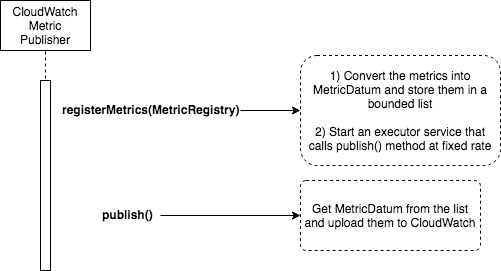 CloudWatch
Metric
Publisher
registerMetrics(MetricRegistry)
1) Convert the metrics into
MetricDatum and store them in a
bounded list
2) Start an executor service that
calls publish() method at fixed rate
publish()
Get MetricDatum from the list
and upload them to CloudWatch